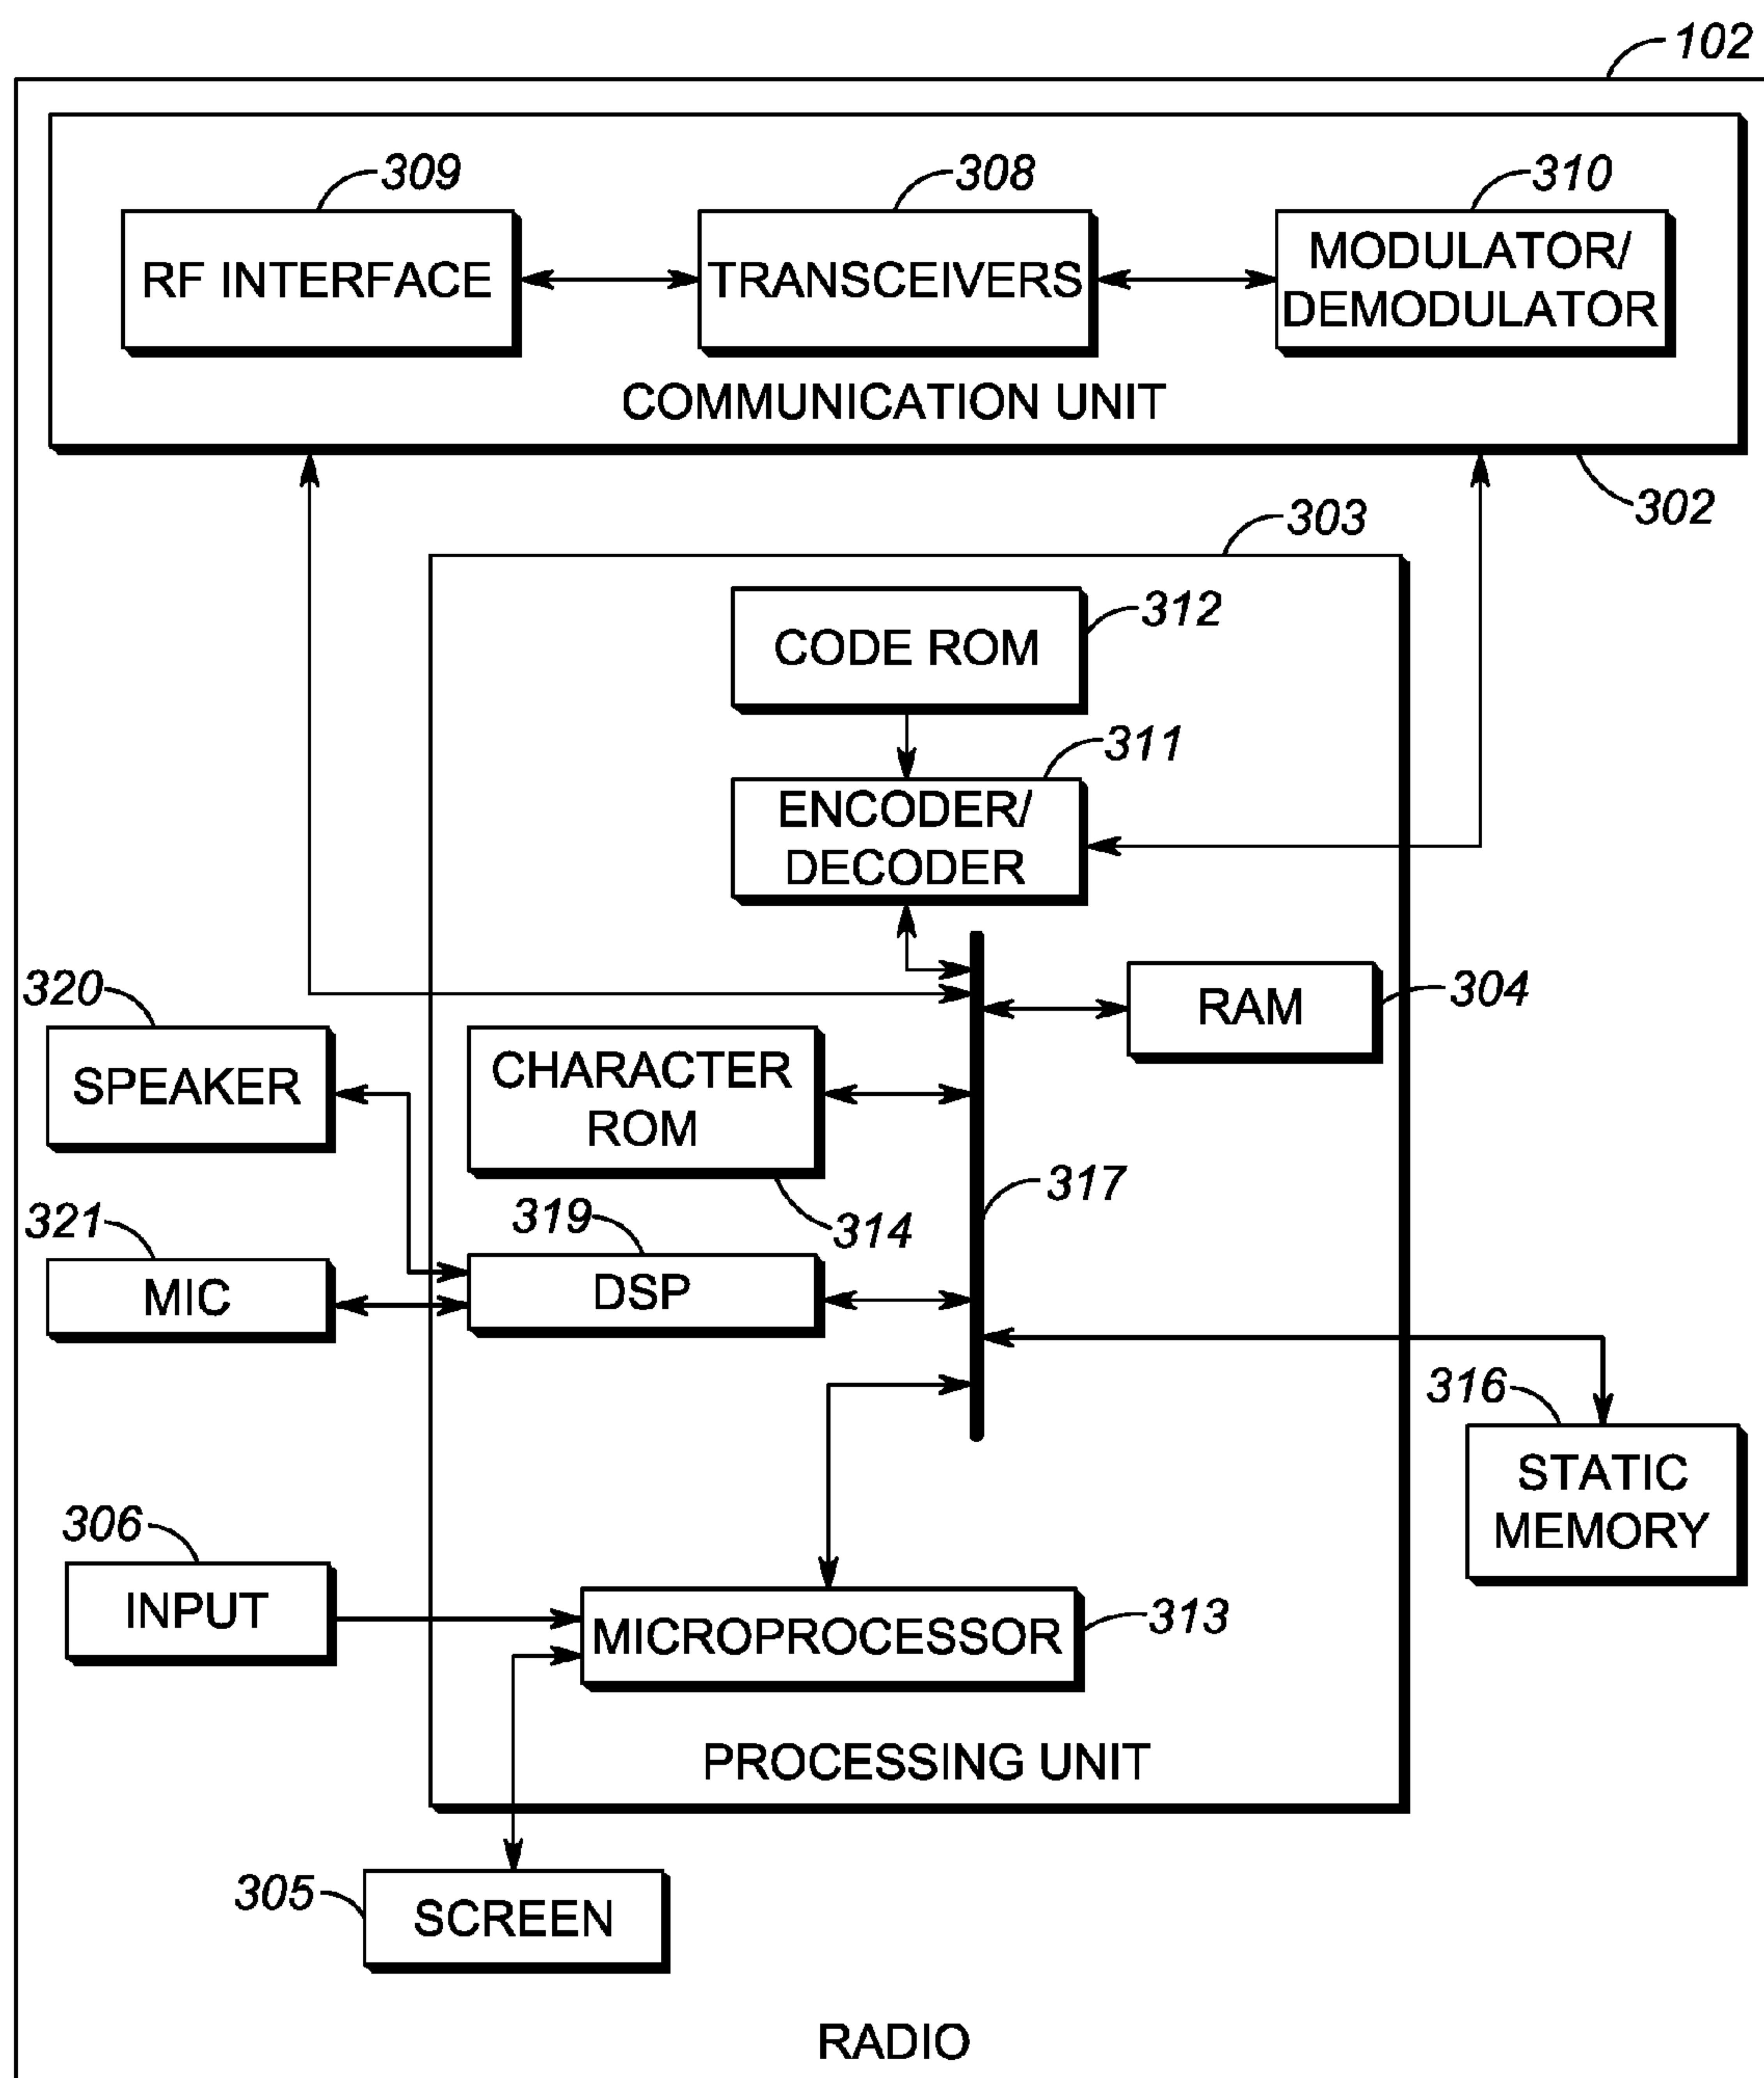 102
309
308
310
RF INTERFACE
TRANSCEIVERS
MODULATOR/
DEMODULATOR
COMMUNICATION UNIT
302
303
312
CODE ROM
311
ENCODER/
DECODER
320
304
RAM
SPEAKER
CHARACTER
ROM
317
321
319
314
MIC
DSP
316
STATIC
MEMORY
306
INPUT
313
MICROPROCESSOR
PROCESSING UNIT
305
SCREEN
RADIO